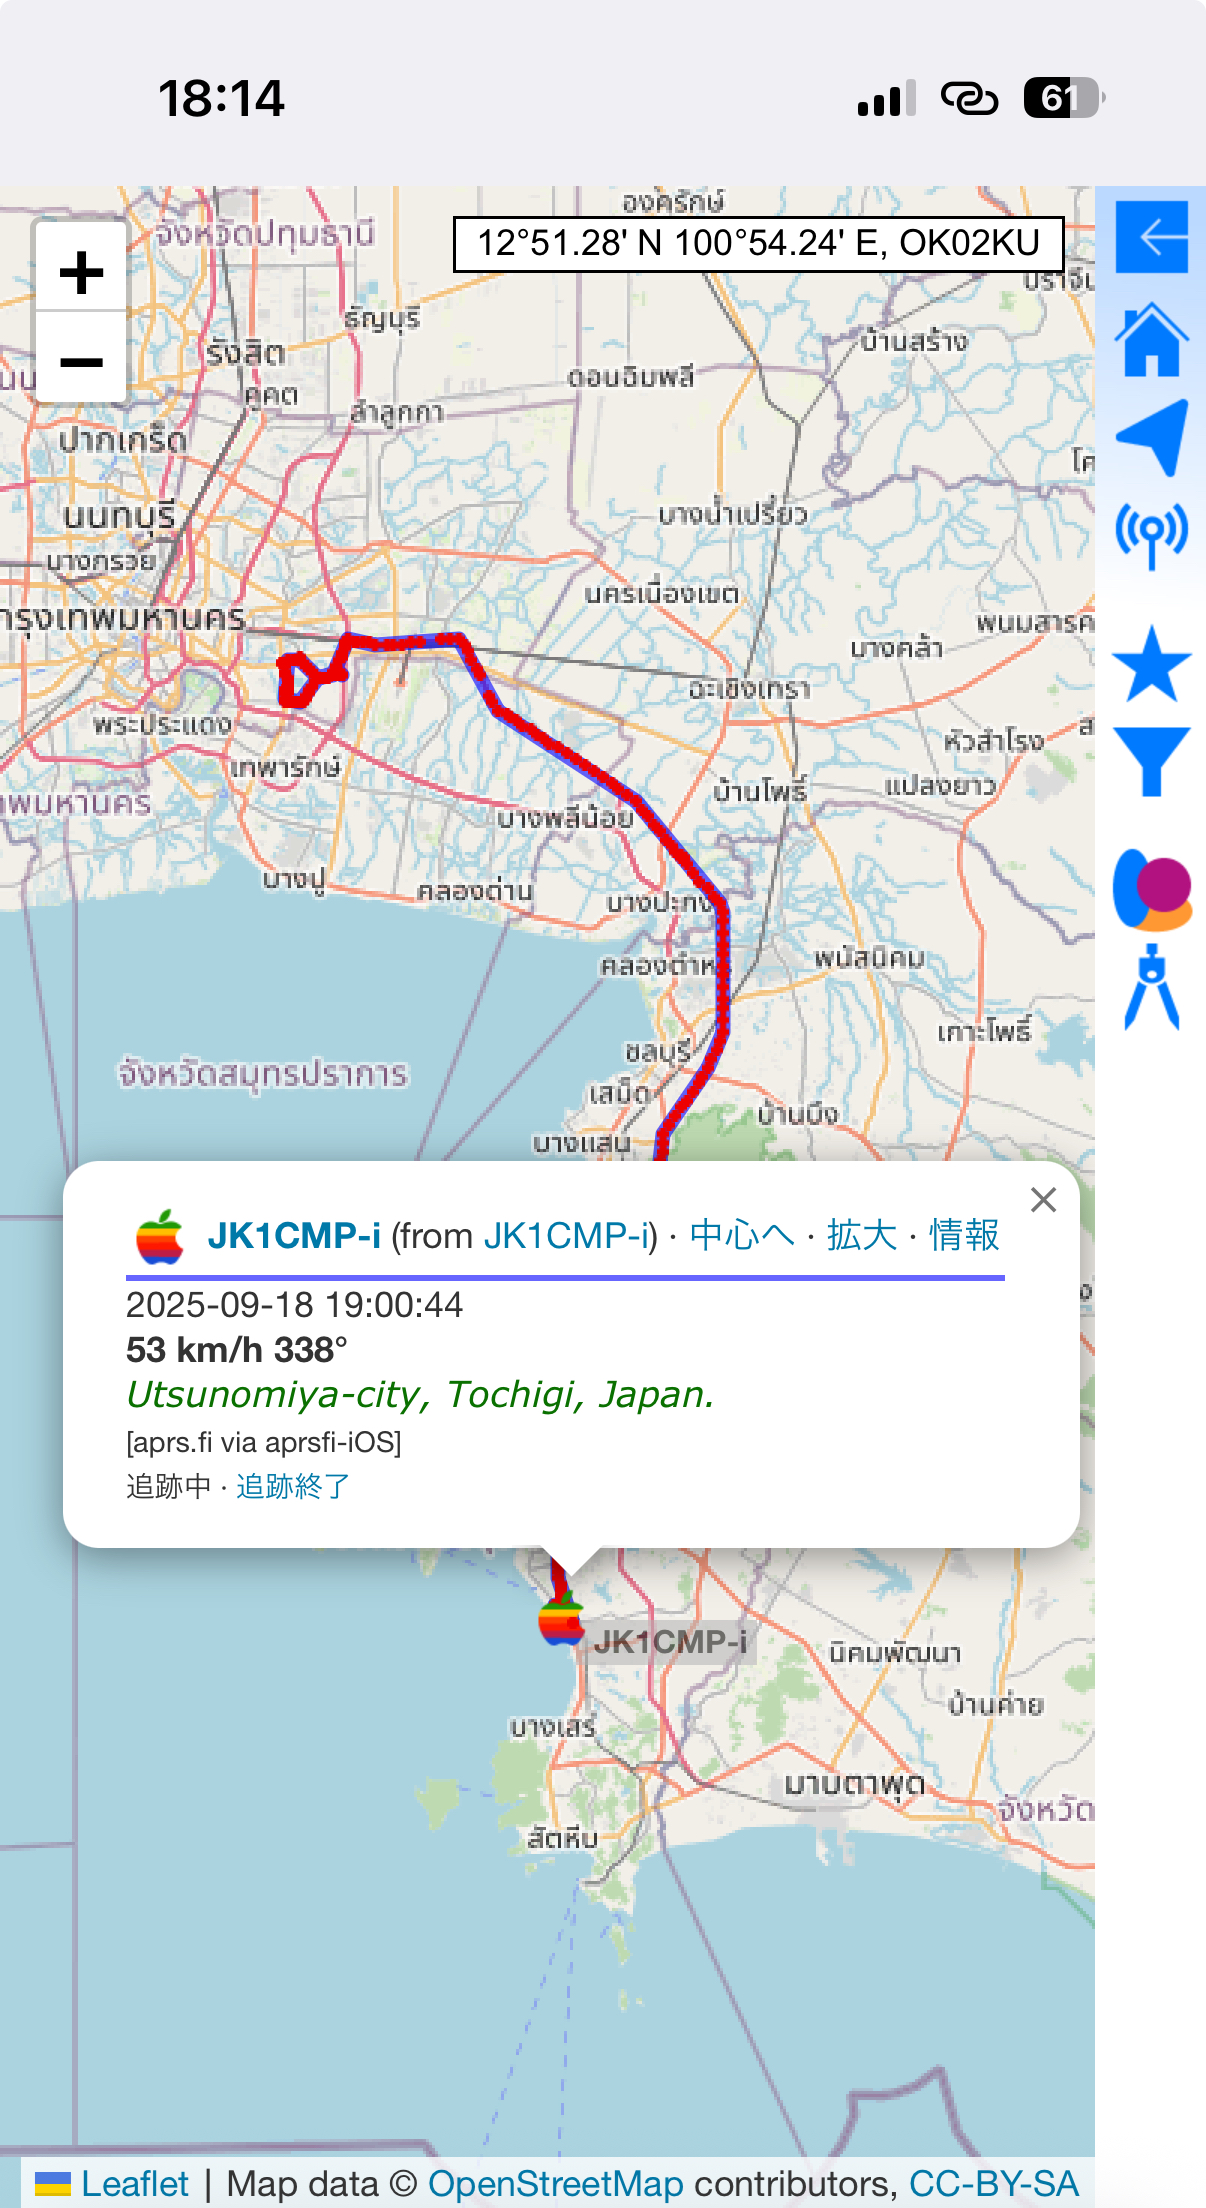 18:14
61
12°51.28' N 100°54.24' E, OK02KU
+
−
องครักษ์
จังหวัดปทุมธานี
ธัญบุรี
บ้านสร้าง
รังสิต
ดอนฉิมพลี
คูคต
ลำลูกกา
ปากเกร็ด
นนทบุรี
บางน้ำเปรี้ยว
บางกรวย
นครเนื่องเขต
กรุงเทพมหานคร
พนมสารค
บางคล้า
ฉะเชิงเทรา
พระประแดง
หัวสำโรง
เทพารักษ์
บ้านโพธิ์
แปลงยาว
พมหานคร
บางพลีน้อย
บางปู
คลองด่าน
บางปะกง
คลองตำห
พนัสนิคม
เกาะโพธิ์
ชลบุรี
จังหวัดสมุทรปราการ
เสม็ด
บ้านบึง
บางแสน
JK1CMP-i (from JK1CMP-i) · 中心へ · 拡大 · 情報
2025-09-18 19:00:44
53 km/h 338°
Utsunomiya-city, Tochigi, Japan.
[aprs.fi via aprsfi-iOS]
追跡中 · 追跡終了
JK1CMP-i
นิคมพัฒนา
บ้านค่าย
บางเสร่
มาบตาพุด
จังหวัด
สัตหีบ
Leaflet | Map data © OpenStreetMap contributors, CC-BY-SA